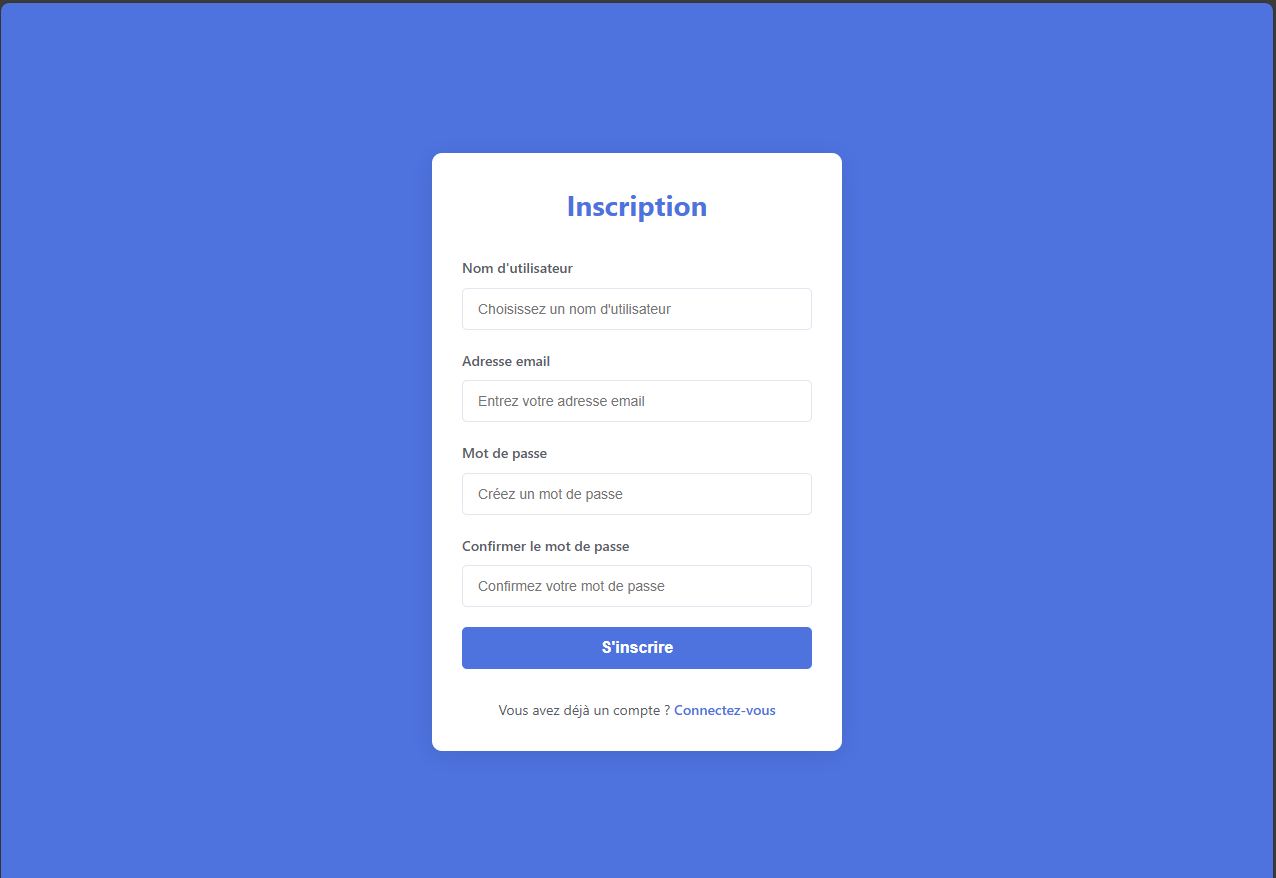 Inscription
Nom d'utilisateur
Choisissez un nom d'utilisateur
Adresse email
Entrez votre adresse email
Mot de passe
Créez un mot de passe
Confirmer le mot de passe
Confirmez votre mot de passe
S'inscrire
Vous avez déjà un compte ? Connectez-vous